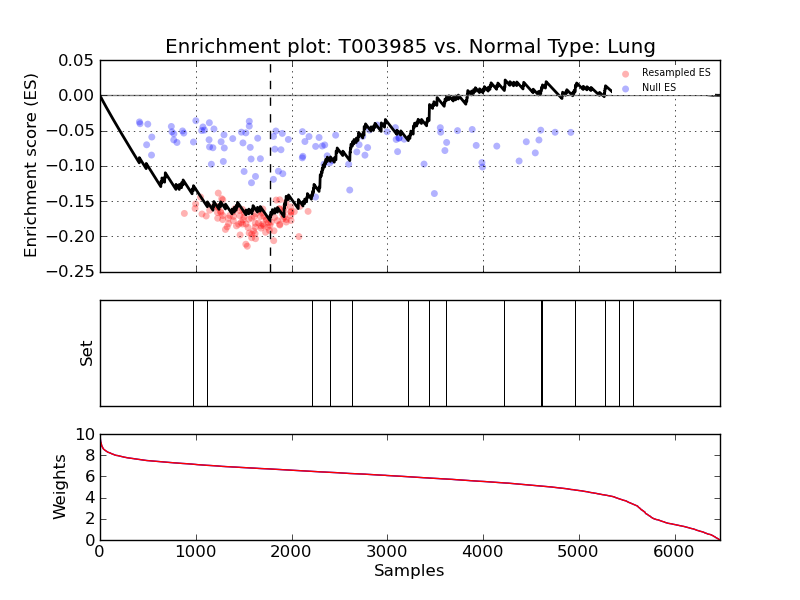 Enrichment plot: T003985 vs. Normal Type: Lung
Enrichment score (ES)
0.05
0.00
−0.05
−0.10
−0.15
−0.20
−0.25
Resampled ES
Null ES
Set
Weights
10
8
6
4
2
0
0 1000 2000 3000 4000 5000 6000
Samples